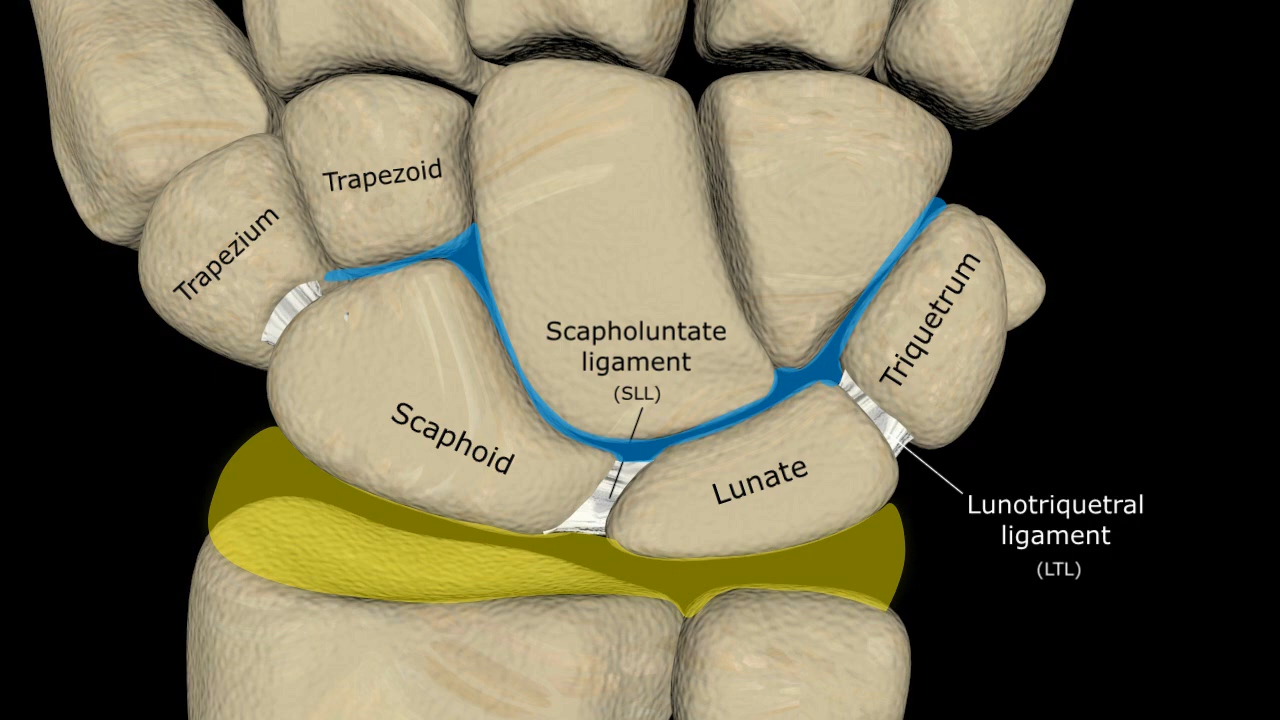 Trapezoid
Trapezium
Triquetrum
Scapholuntate
ligament
(SLL)
Scaphoid
Lunate
Lunotriquetral
ligament
(LTL)